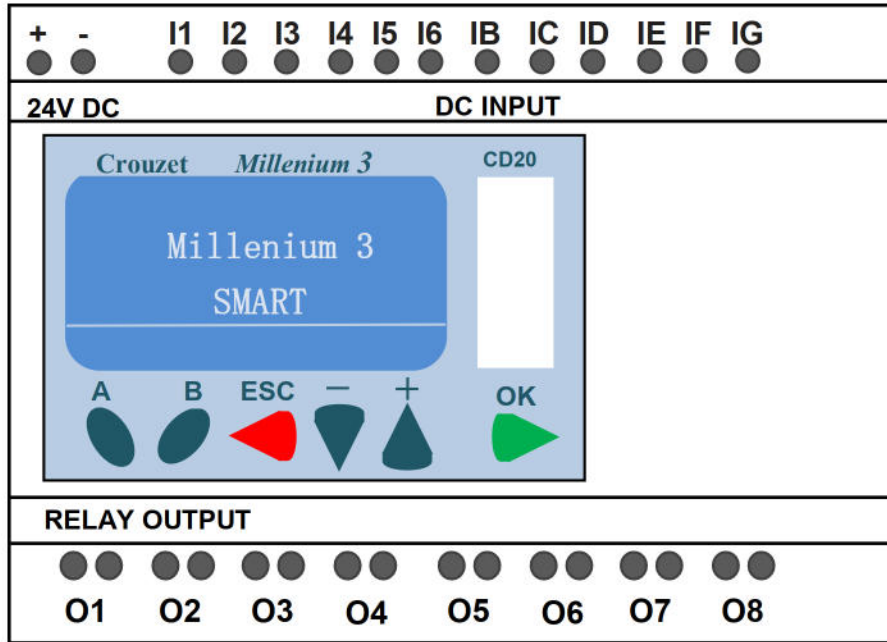 + - I1 I2 I3 I4 I5 I6 IB IC ID IE IF IG
24V DC DC INPUT
Crouzet Millenium 3 CD20
Millenium 3
SMART
A B ESC － ＋ OK
RELAY OUTPUT
O1 O2 O3 O4 O5 O6 O7 O8